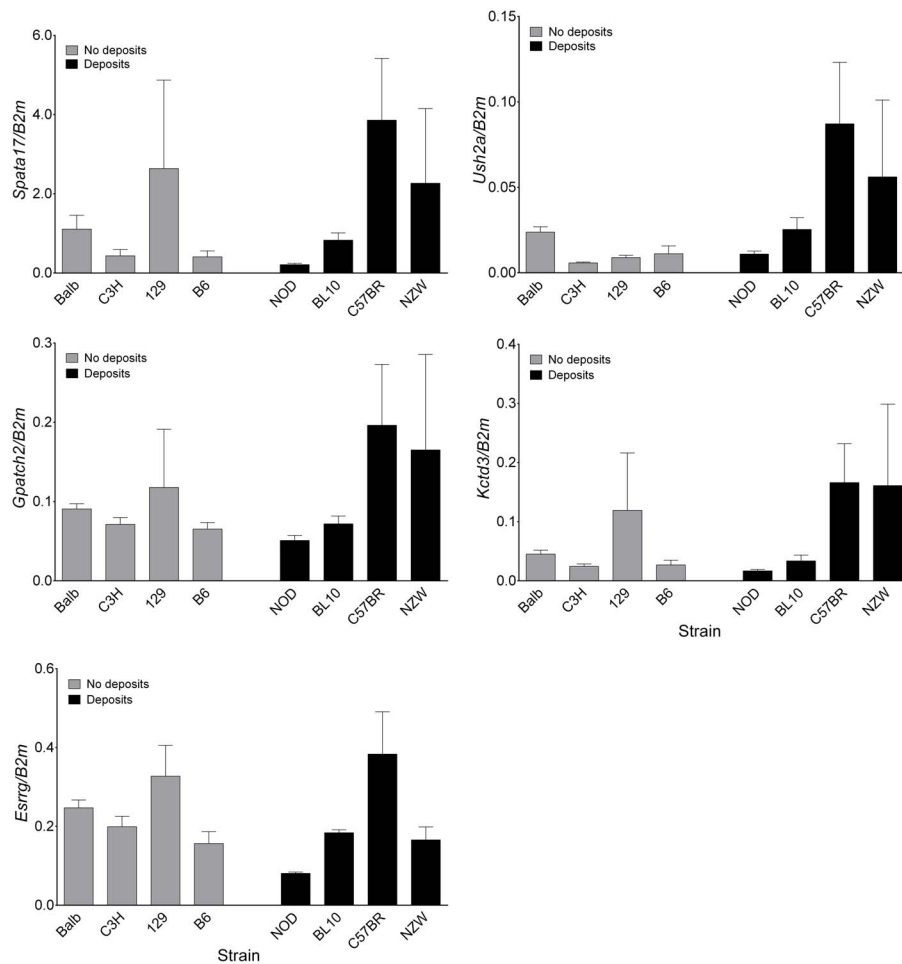 6.0
4.0
2.0
0.0
Spata17/B2m
No deposits
Deposits
Balb
C3H
129
B6
NOD
BL10
C57BR
NZW
0.15
0.10
0.05
0.00
Ush2a/B2m
No deposits
Deposits
Balb
C3H
129
B6
NOD
BL10
C57BR
NZW
0.3
0.2
0.1
0.0
Gpatch2/B2m
No deposits
Deposits
Balb
C3H
129
B6
NOD
BL10
C57BR
NZW
0.4
0.3
0.2
0.1
0.0
Kctd3/B2m
No deposits
Deposits
Balb
C3H
129
B6
NOD
BL10
C57BR
NZW
Strain
0.6
0.4
0.2
0.0
Esrrg/B2m
No deposits
Deposits
Balb
C3H
129
B6
NOD
BL10
C57BR
NZW
Strain